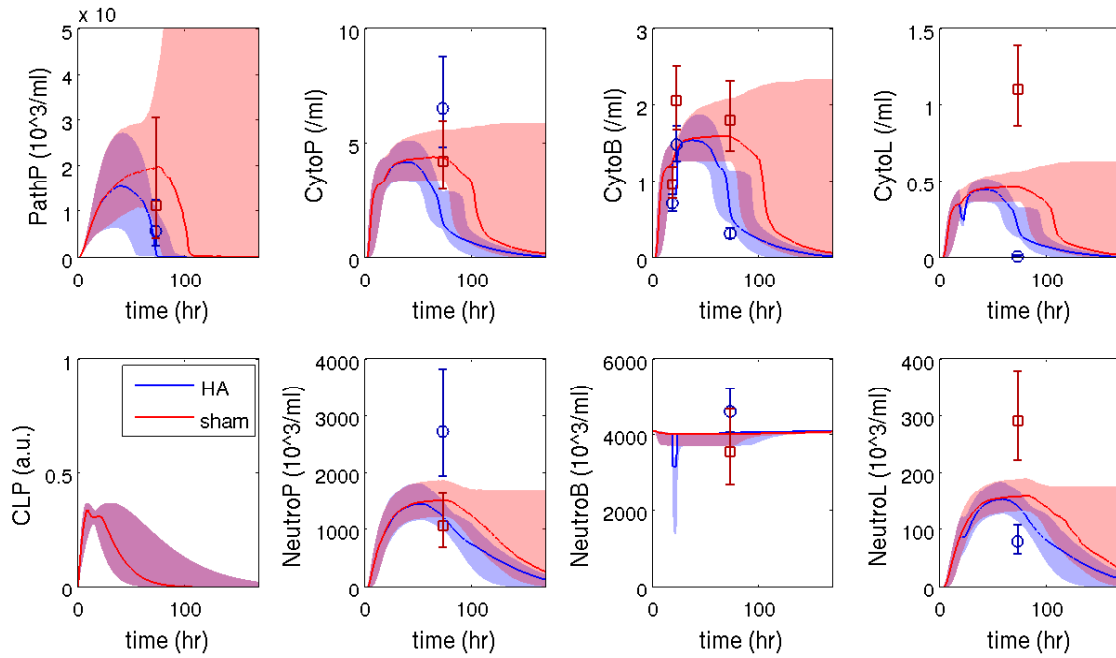 x 10
PathP (10^3/ml)
5
4
3
2
1
0
0 100
time (hr)
CytoP (/ml)
10
5
0
0 100
time (hr)
CytoB (/ml)
3
2
1
0
0 100
time (hr)
CytoL (/ml)
1.5
1
0.5
0
0 100
time (hr)
CLP (a.u.)
1
0.5
0
HA
sham
0 100
time (hr)
NeutroP (10^3/ml)
4000
3000
2000
1000
0
0 100
time (hr)
NeutroB (10^3/ml)
6000
4000
2000
0
0 100
time (hr)
NeutroL (10^3/ml)
400
300
200
100
0
0 100
time (hr)